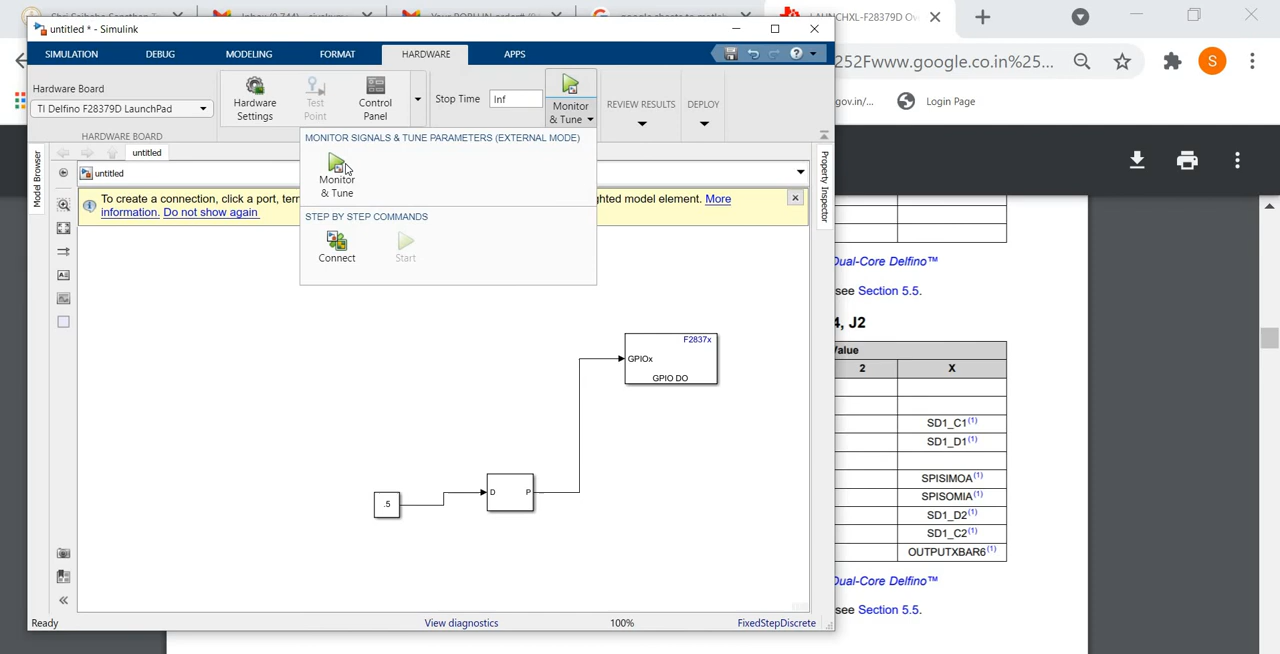 LAUNCHXL-F28379D Ov
untitled * - Simulink
SIMULATION DEBUG MODELING FORMAT HARDWARE APPS
252Fwww.google.co.in%25...
S
Hardware Board
TI Delfino F28379D LaunchPad
Hardware
Settings
Test
Point
Control
Panel
Stop Time Inf
Monitor
& Tune
REVIEW RESULTS
DEPLOY
gov.in/...
Login Page
HARDWARE BOARD
MONITOR SIGNALS & TUNE PARAMETERS (EXTERNAL MODE)
Monitor
& Tune
STEP BY STEP COMMANDS
Connect
Start
Model Browser
untitled
untitled
Property Inspector
To create a connection, click a port, ter
ghted model element. More
information. Do not show again
F2837x
GPIOx
GPIO DO
.5
D P
Ready
View diagnostics
100%
FixedStepDiscrete
Dual-Core Delfino™
see Section 5.5.
4, J2
Value
2 X
SD1_C1(1)
SD1_D1(1)
SPISIMOA(1)
SPISOMIA(1)
SD1_D2(1)
SD1_C2(1)
OUTPUTXBAR6(1)
Dual-Core Delfino™
see Section 5.5.